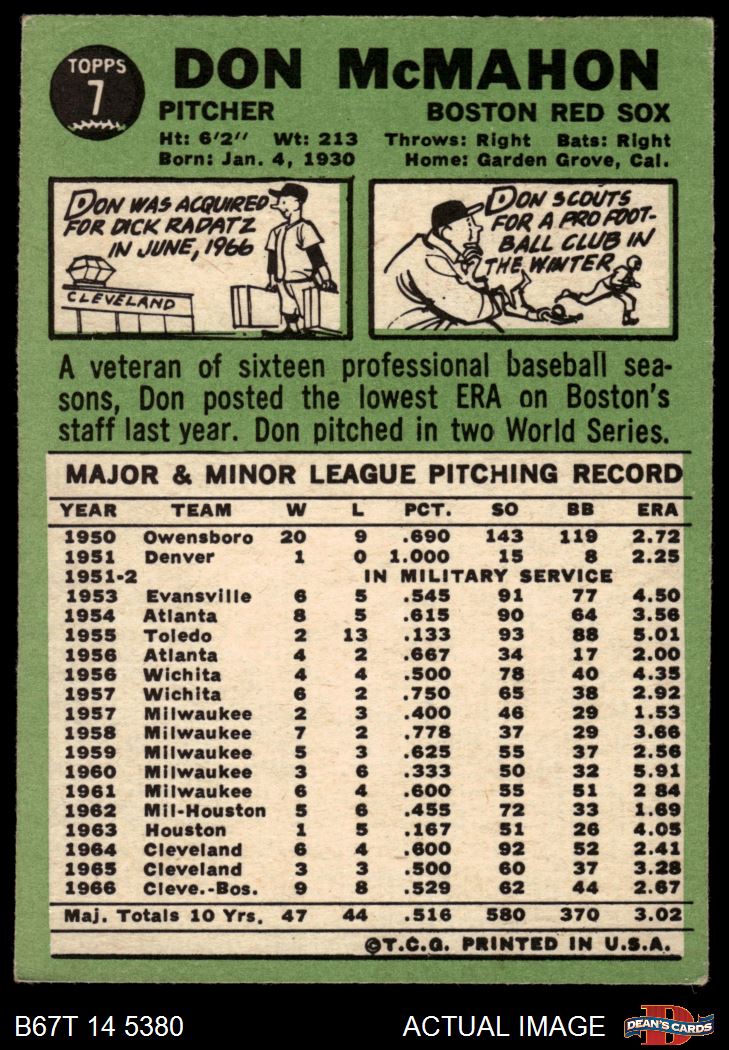 TOPPS
7
DON McMAHON
PITCHER BOSTON RED SOX
Ht: 6'2" Wt: 213 Throws: Right Bats: Right
Born: Jan. 4, 1930 Home: Garden Grove, Cal.
DON WAS ACQUIRED
FOR DICK RADATZ
IN JUNE, 1966
CLEVELAND
DON SCOUTS
FOR A PRO FOOT-
BALL CLUB IN
THE WINTER
A veteran of sixteen professional baseball sea-
sons, Don posted the lowest ERA on Boston's
staff last year. Don pitched in two World Series.
MAJOR & MINOR LEAGUE PITCHING RECORD
YEAR TEAM W L PCT. SO BB ERA
1950 Owensboro 20 9 .690 143 119 2.72
1951 Denver 1 0 1.000 15 8 2.25
1951-2 IN MILITARY SERVICE
1953 Evansville 6 5 .545 91 77 4.50
1954 Atlanta 8 5 .615 90 64 3.56
1955 Toledo 2 13 .133 93 88 5.01
1956 Atlanta 4 2 .667 34 17 2.00
1956 Wichita 4 4 .500 78 40 4.35
1957 Wichita 6 2 .750 65 38 2.92
1957 Milwaukee 2 3 .400 46 29 1.53
1958 Milwaukee 7 2 .778 37 29 3.66
1959 Milwaukee 5 3 .625 55 37 2.56
1960 Milwaukee 3 6 .333 50 32 5.91
1961 Milwaukee 6 4 .600 55 51 2 84
1962 Mil-Houston 5 6 .455 72 33 1.69
1963 Houston 1 5 .167 51 26 4.05
1964 Cleveland 6 4 .600 92 52 2.41
1965 Cleveland 3 3 .500 60 37 3.28
1966 Cleve.-Bos. 9 8 .529 62 44 2.67
Maj. Totals 10 Yrs. 47 44 .516 580 370 3.02
©T.C.G. PRINTED IN U.S.A.
B67T 14 5380 ACTUAL IMAGE
DEAN'S CARDS